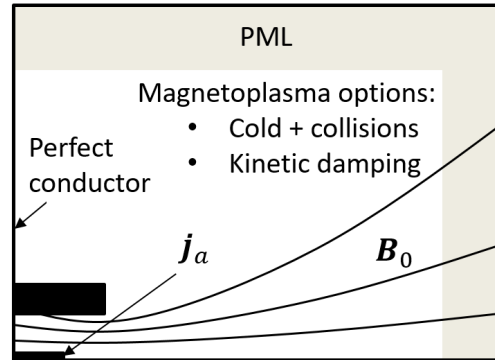 PML
Magnetoplasma options:
• Cold + collisions
• Kinetic damping
Perfect
conductor
j_a
B_0